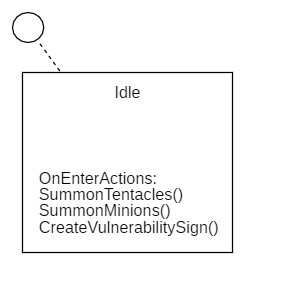 Idle
OnEnterActions:
SummonTentacles()
SummonMinions()
CreateVulnerabilitySign()